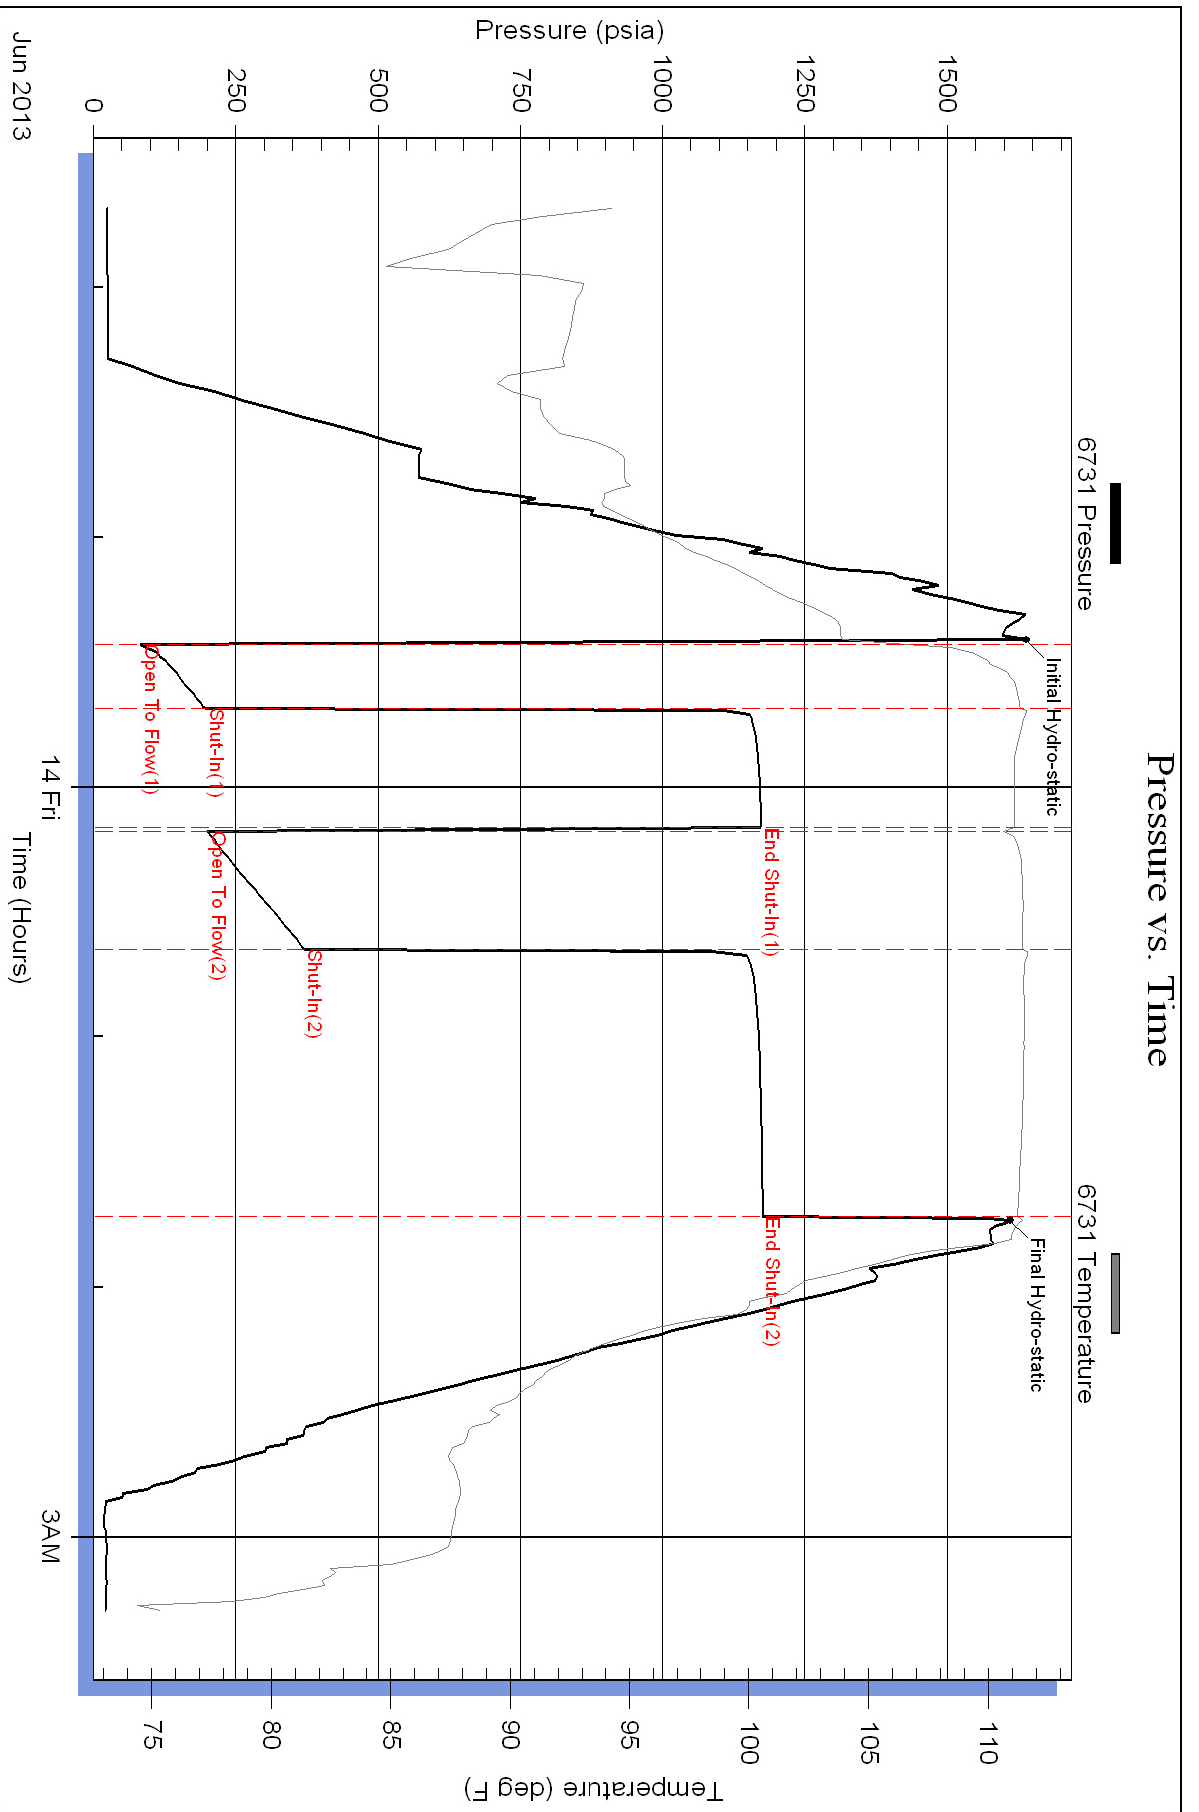 Pressure vs. Time
6731 Pressure
6731 Temperature
Initial Hydro-static
Final Hydro-static
Pressure (psia)
1500
1250
1000
750
500
250
0
Temperature (deg F)
110
105
100
95
90
85
80
75
End Shut-In(1)
End Shut-In(2)
Shut-In(2)
Open To Flow(2)
Shut-In(1)
Open To Flow(1)
14 Fri
3AM
Jun 2013
Time (Hours)